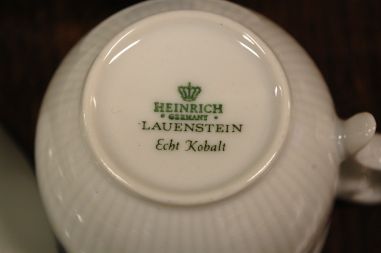 HEINRICH
GERMANY
LAUENSTEIN
Echt Kobalt